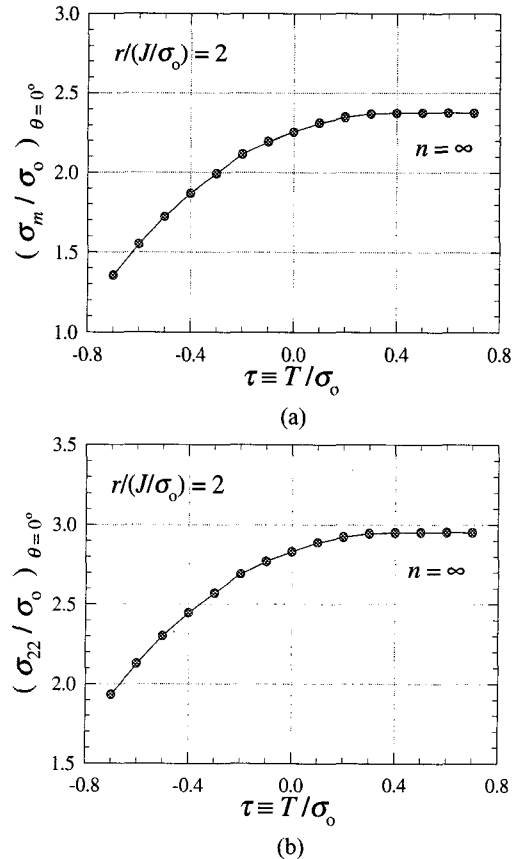 3.0
r/(J/σₒ) = 2
2.5
(σₘ / σₒ) θ = 0°
n = ∞
2.0
1.5
1.0
-0.8 -0.4 0.0 0.4 0.8
τ ≡ T/σₒ
(a)
3.5
r/(J/σₒ) = 2
3.0
(σ₂₂ / σₒ) θ = 0°
n = ∞
2.5
2.0
1.5
-0.8 -0.4 0.0 0.4 0.8
τ ≡ T/σₒ
(b)